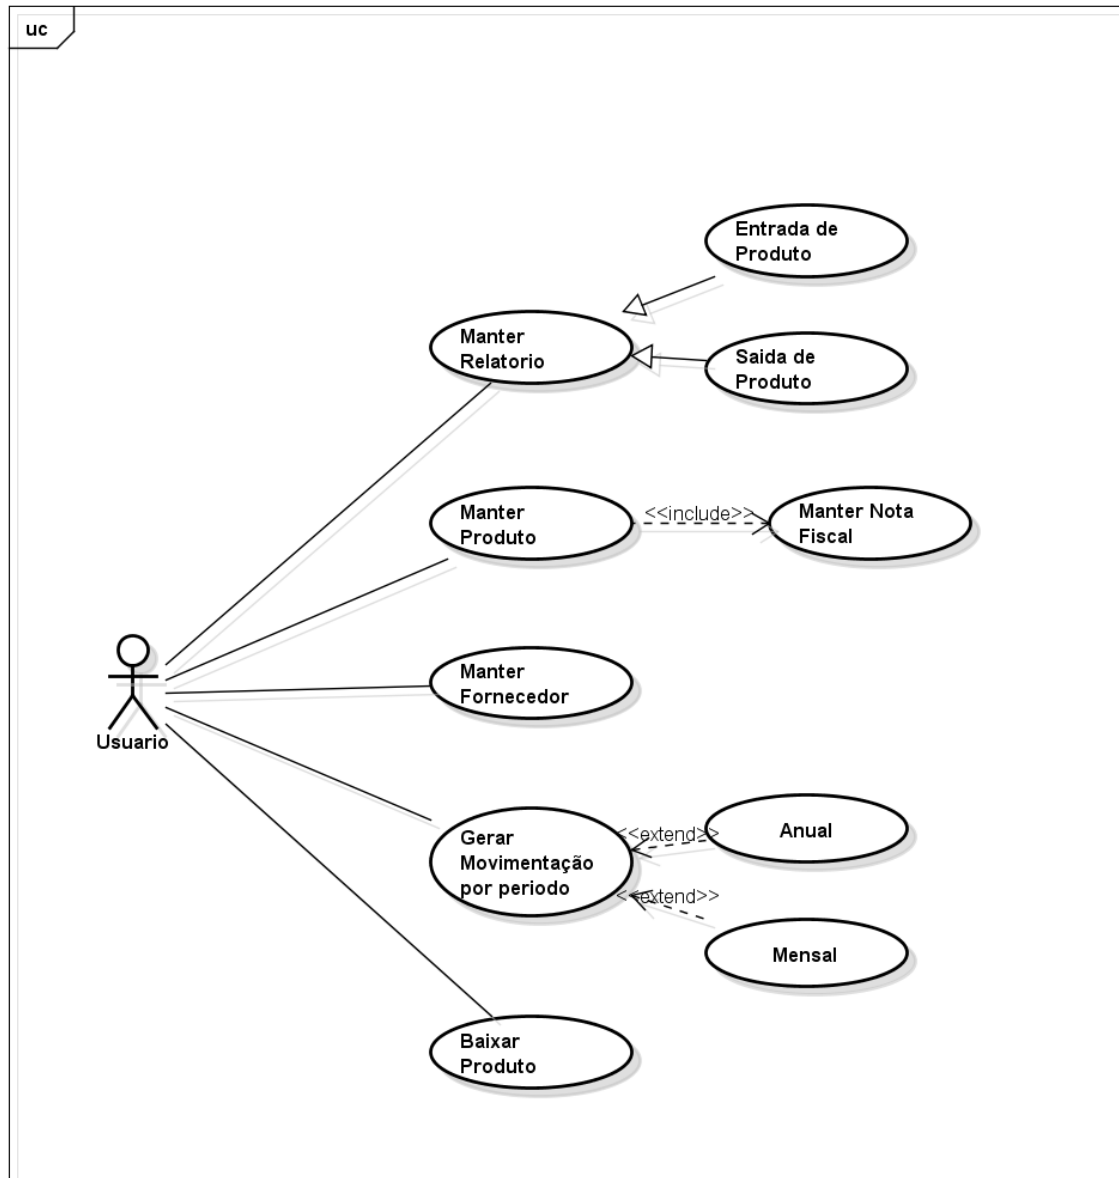 uc
Entrada de
Produto
Manter
Relatorio
Saida de
Produto
Manter
Produto
<<include>>
Manter Nota
Fiscal
Manter
Fornecedor
Usuario
Gerar
Movimentação
por periodo
<<extend>>
Anual
<<extend>>
Mensal
Baixar
Produto